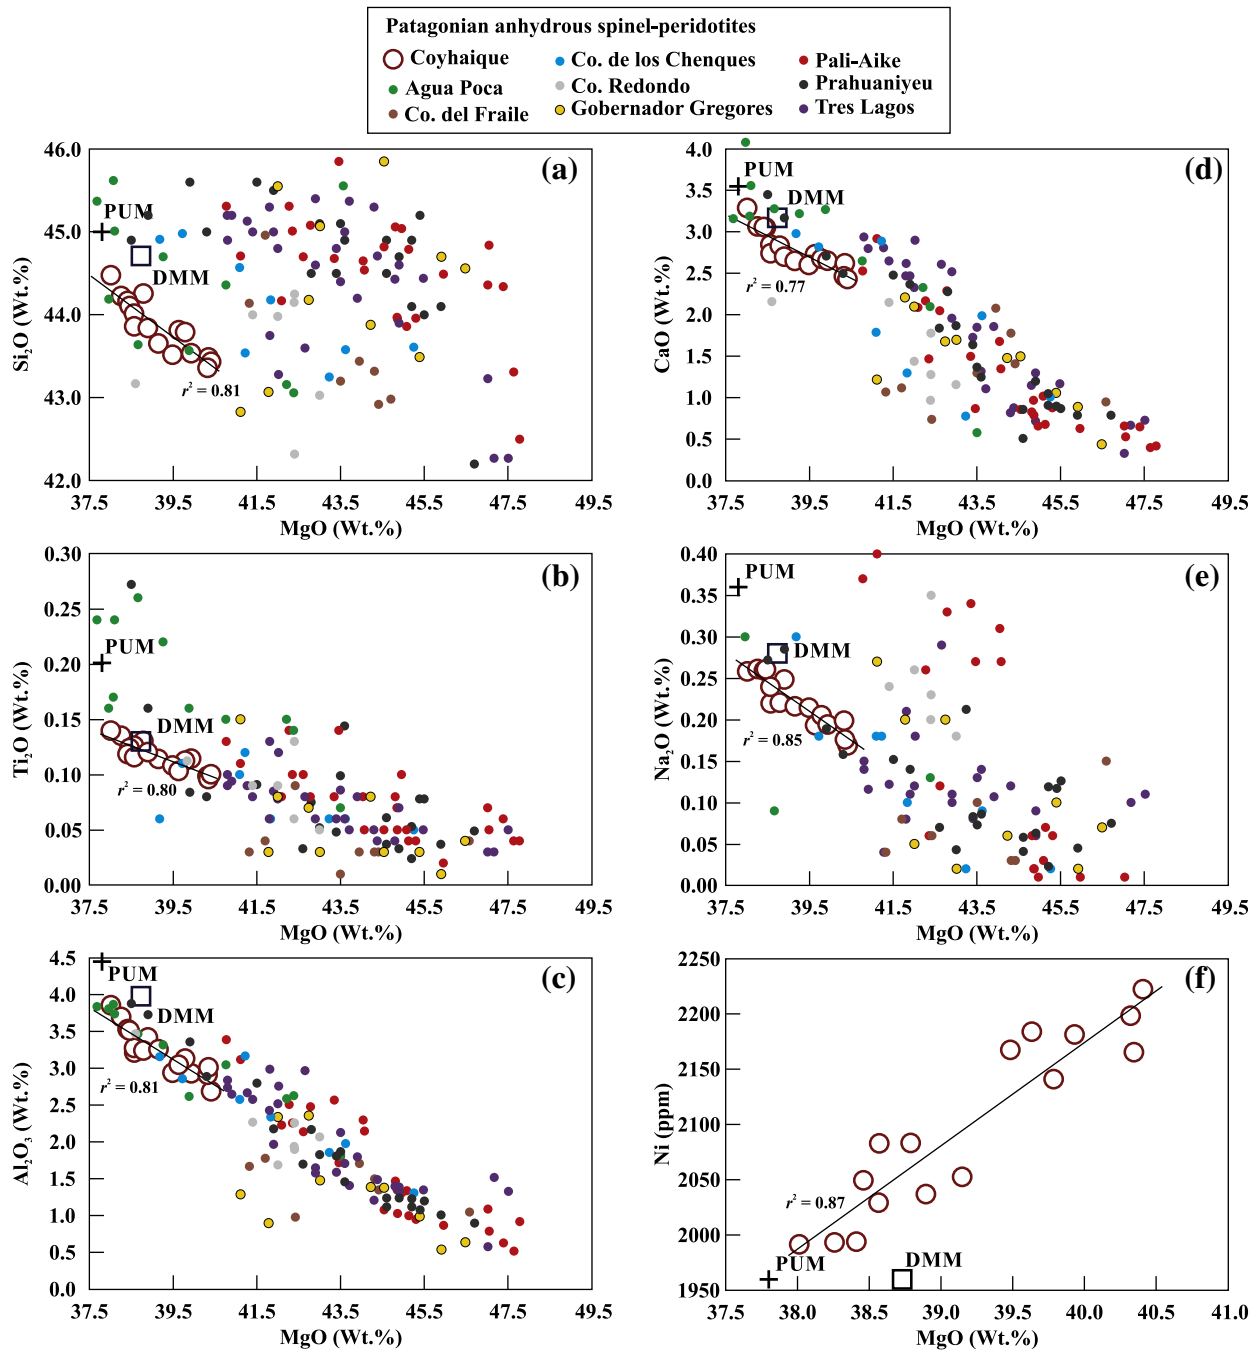 Patagonian anhydrous spinel-peridotites
Coyhaique
Agua Poca
Co. del Fraile
Co. de los Chenques
Co. Redondo
Gobernador Gregores
Pali-Aike
Prahuaniyeu
Tres Lagos
(a)
Si₂O (Wt.%)
46.0
45.0
44.0
43.0
42.0
PUM
DMM
r² = 0.81
37.5 39.5 41.5 43.5 45.5 47.5 49.5
MgO (Wt.%)
(b)
Ti₂O (Wt.%)
0.30
0.25
0.20
0.15
0.10
0.05
0.00
PUM
DMM
r² = 0.80
37.5 39.5 41.5 43.5 45.5 47.5 49.5
MgO (Wt.%)
(c)
Al₂O₃ (Wt.%)
4.5
4.0
3.5
3.0
2.5
2.0
1.5
1.0
0.5
0.0
PUM
DMM
r² = 0.81
37.5 39.5 41.5 43.5 45.5 47.5 49.5
MgO (Wt.%)
(d)
CaO (Wt.%)
4.0
3.5
3.0
2.5
2.0
1.5
1.0
0.5
0.0
PUM
DMM
r² = 0.77
37.5 39.5 41.5 43.5 45.5 47.5 49.5
MgO (Wt.%)
(e)
Na₂O (Wt.%)
0.40
0.30
0.20
0.10
0.00
PUM
DMM
r² = 0.85
37.5 39.5 41.5 43.5 45.5 47.5 49.5
MgO (Wt.%)
(f)
Ni (ppm)
2250
2200
2150
2100
2050
2000
1950
r² = 0.87
PUM
DMM
37.5 38.0 38.5 39.0 39.5 40.0 40.5 41.0
MgO (Wt.%)